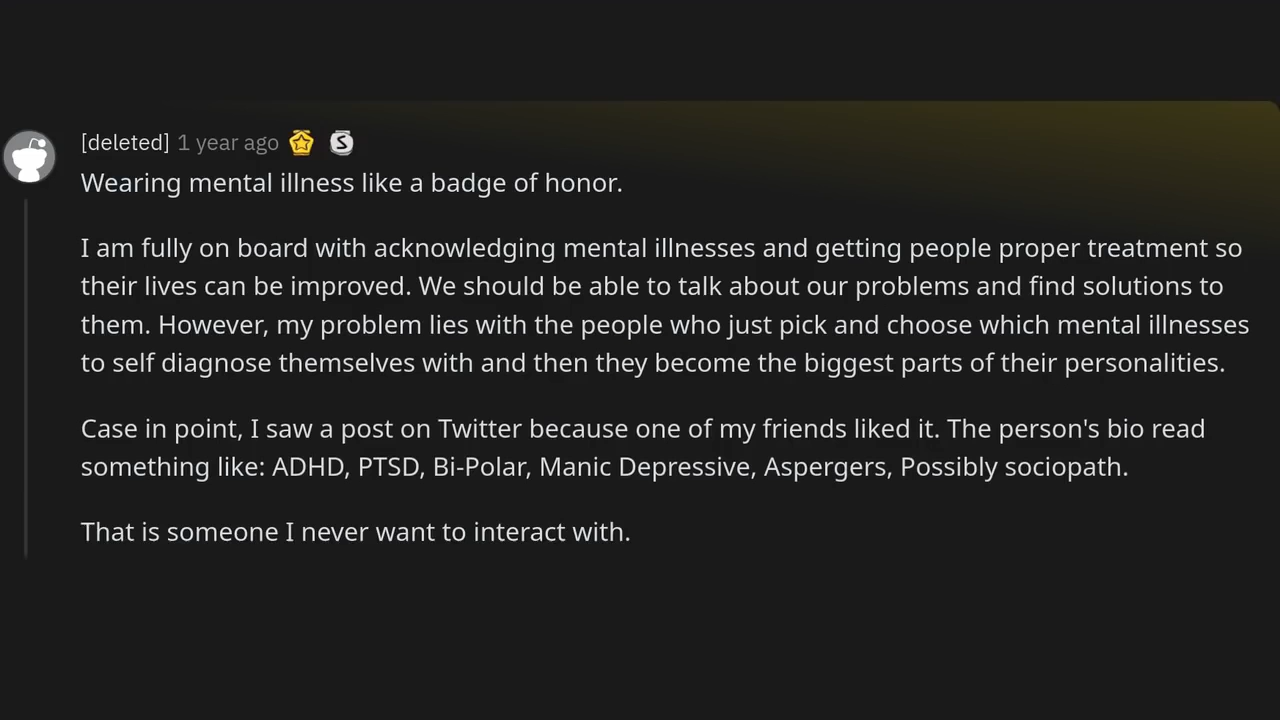 [deleted] 1 year ago
Wearing mental illness like a badge of honor.
I am fully on board with acknowledging mental illnesses and getting people proper treatment so
their lives can be improved. We should be able to talk about our problems and find solutions to
them. However, my problem lies with the people who just pick and choose which mental illnesses
to self diagnose themselves with and then they become the biggest parts of their personalities.
Case in point, I saw a post on Twitter because one of my friends liked it. The person's bio read
something like: ADHD, PTSD, Bi-Polar, Manic Depressive, Aspergers, Possibly sociopath.
That is someone I never want to interact with.